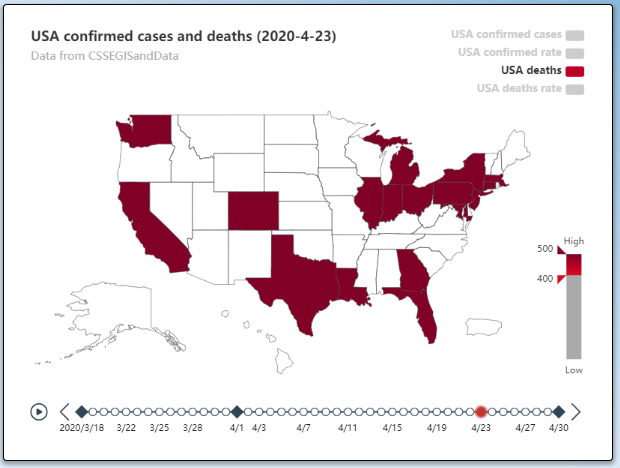 USA confirmed cases and deaths (2020-4-23)
Data from CSSEGISandData
USA confirmed cases
USA confirmed rate
USA deaths
USA deaths rate
High
500
400
Low
2020/3/18 3/22 3/25 3/28 4/1 4/3 4/7 4/11 4/15 4/19 4/23 4/27 4/30